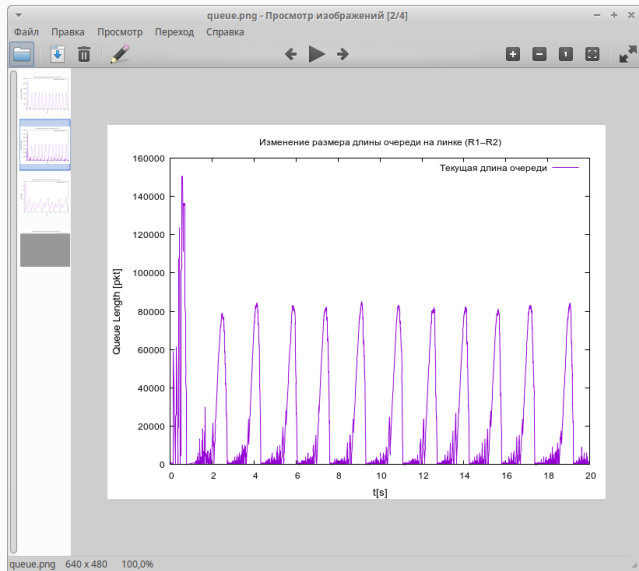 queue.png - Просмотр изображений [2/4]
Файл Правка Просмотр Переход Справка
Изменение размера длины очереди на линке (R1–R2)
Текущая длина очереди
Queue Length [pkt]
160000
140000
120000
100000
80000
60000
40000
20000
0
0 2 4 6 8 10 12 14 16 18 20
t[s]
queue.png 640 x 480 100,0%